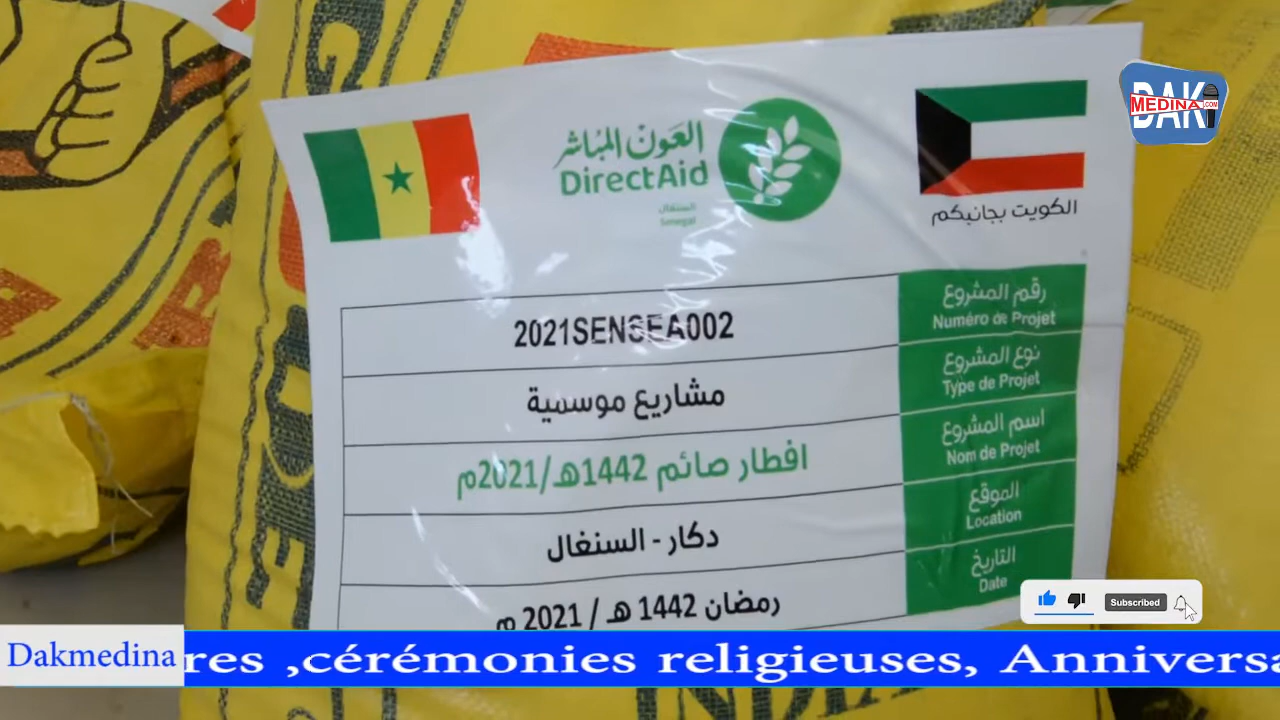 DAK
MEDINA.COM
العون المباشر
DirectAid
السنغال
Senegal
الكويت بجانبكم
رقم المشروع
Numéro de Projet
2021SENSEA002
نوع المشروع
Type de Projet
مشاريع موسمية
اسم المشروع
Nom de Projet
افطار صائم 1442هـ/2021م
الموقع
Location
دكار - السنغال
التاريخ
Date
رمضان 1442 هـ / 2021 م
Subscribed
Dakmedina
res ,cérémonies religieuses, Anniversa